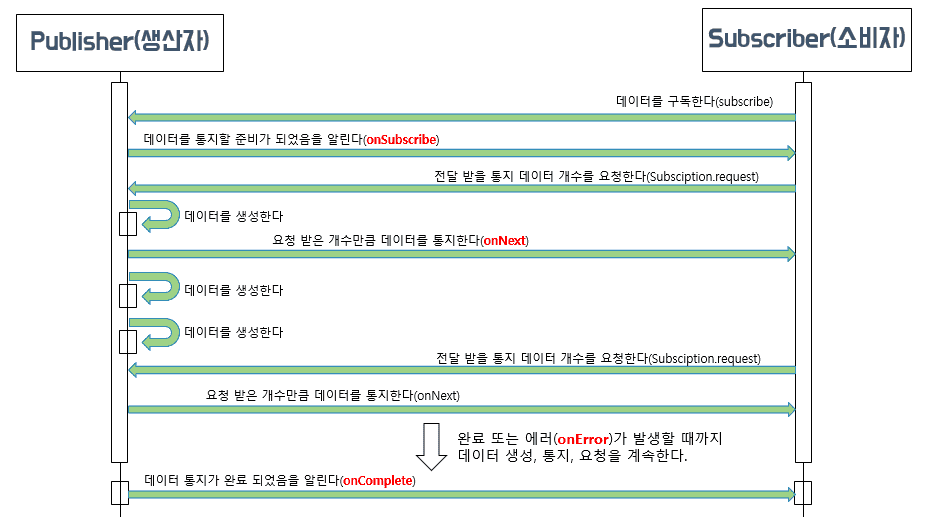 Publisher(생산자)
Subscriber(소비자)
데이터를 구독한다(subscribe)
데이터를 통지할 준비가 되었음을 알린다(onSubscribe)
전달 받을 통지 데이터 개수를 요청한다(Subsciption.request)
데이터를 생성한다
요청 받은 개수만큼 데이터를 통지한다(onNext)
데이터를 생성한다
데이터를 생성한다
전달 받을 통지 데이터 개수를 요청한다(Subsciption.request)
요청 받은 개수만큼 데이터를 통지한다(onNext)
완료 또는 에러(onError)가 발생할 때까지
데이터 생성, 통지, 요청을 계속한다.
데이터 통지가 완료 되었음을 알린다(onComplete)